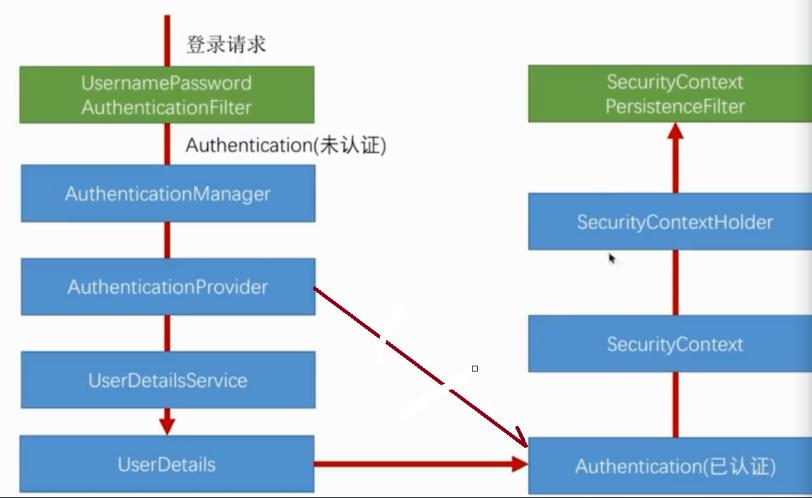 登录请求
UsernamePassword
AuthenticationFilter
Authentication(未认证)
AuthenticationManager
AuthenticationProvider
UserDetailsService
UserDetails
SecurityContext
PersistenceFilter
SecurityContextHolder
SecurityContext
Authentication(已认证)